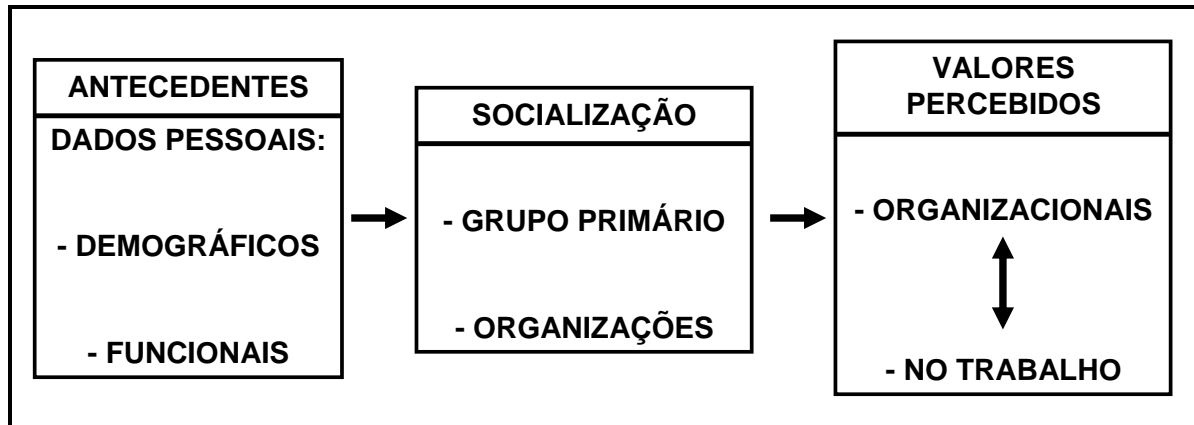 ANTECEDENTES
DADOS PESSOAIS:
- DEMOGRÁFICOS
- FUNCIONAIS
SOCIALIZAÇÃO
- GRUPO PRIMÁRIO
- ORGANIZAÇÕES
VALORES
PERCEBIDOS
- ORGANIZACIONAIS
- NO TRABALHO